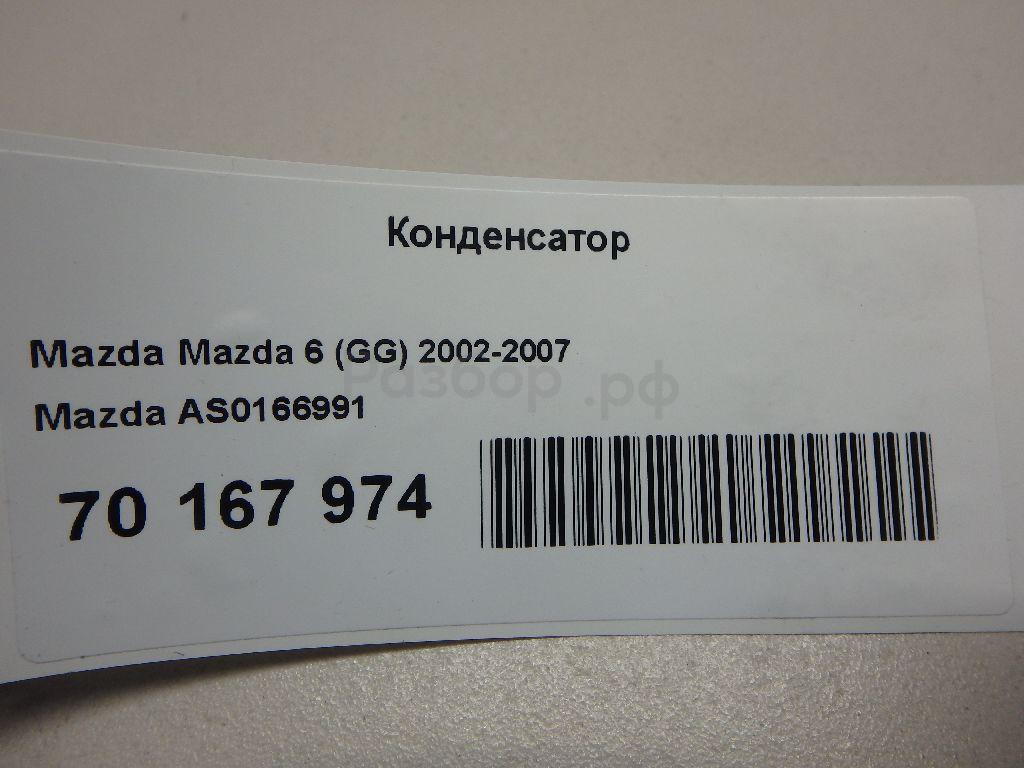 Конденсатор
Mazda Mazda 6 (GG) 2002-2007
Разбор .рф
Mazda AS0166991
70 167 974